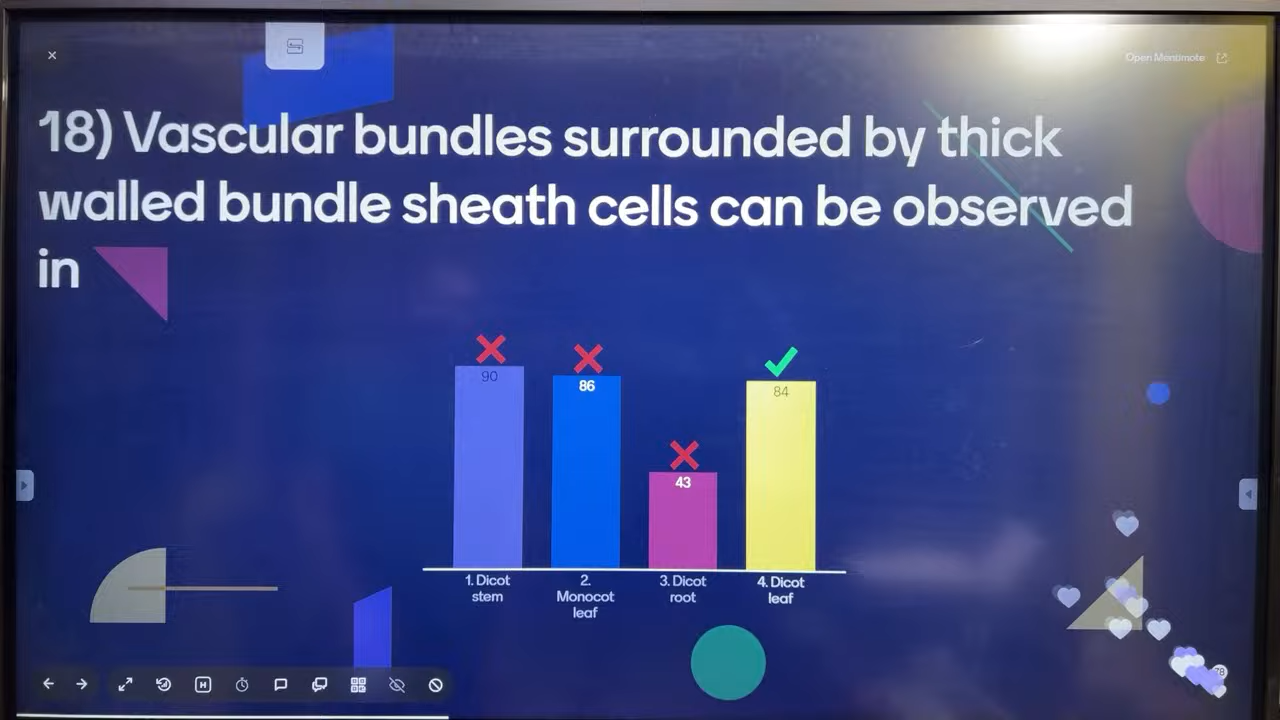 Open Mentimote
18) Vascular bundles surrounded by thick
walled bundle sheath cells can be observed
in
90
86
43
84
1. Dicot
stem
2.
Monocot
leaf
3. Dicot
root
4. Dicot
leaf
78